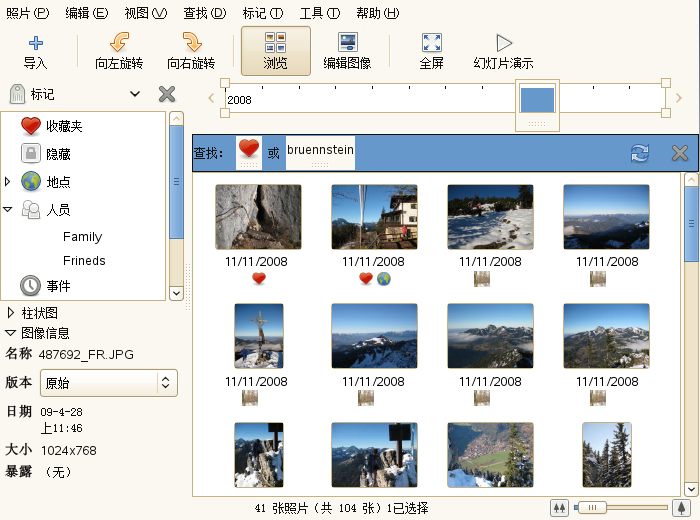 照片(P) 编辑(E) 视图(V) 查找(D) 标记(T) 工具(T) 帮助(H)
导入 向左旋转 向右旋转 浏览 编辑图像 全屏 幻灯片演示
标记
2008
收藏夹
隐藏
地点
人员
Family
Frineds
事件
查找： 或 bruennstein
11/11/2008 11/11/2008 11/11/2008 11/11/2008
11/11/2008 11/11/2008 11/11/2008 11/11/2008
柱状图
图像信息
名称 487692_FR.JPG
版本 原始
日期 09-4-28
上11:46
大小 1024x768
暴露 （无）
41 张照片（共 104 张）1已选择